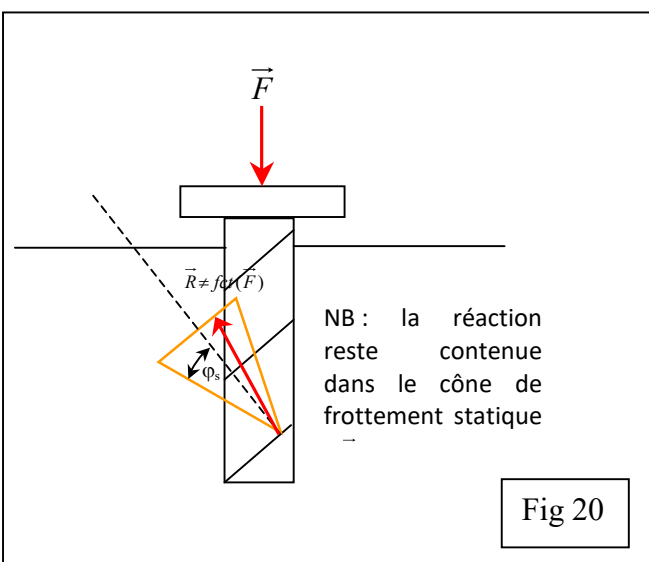 F
R ≠ fct(F)
φs
NB : la réaction
reste contenue
dans le cône de
frottement statique
Fig 20